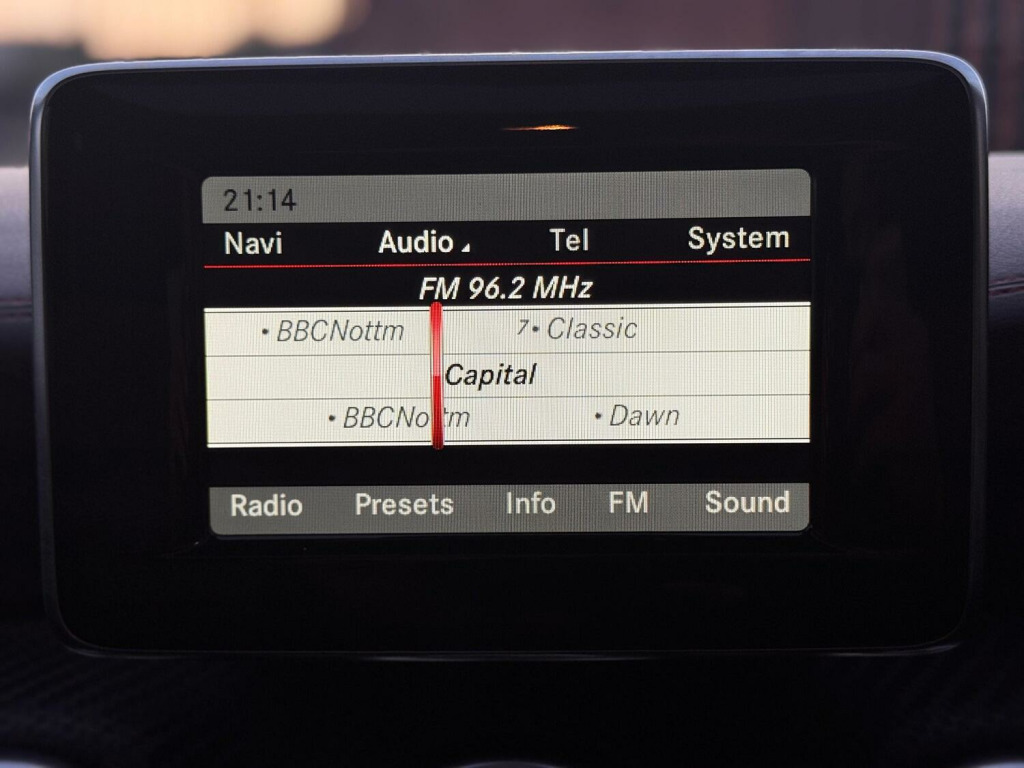 21:14
Navi Audio Tel System
FM 96.2 MHz
• BBCNottm 7• Classic
Capital
• BBCNottm • Dawn
Radio Presets Info FM Sound